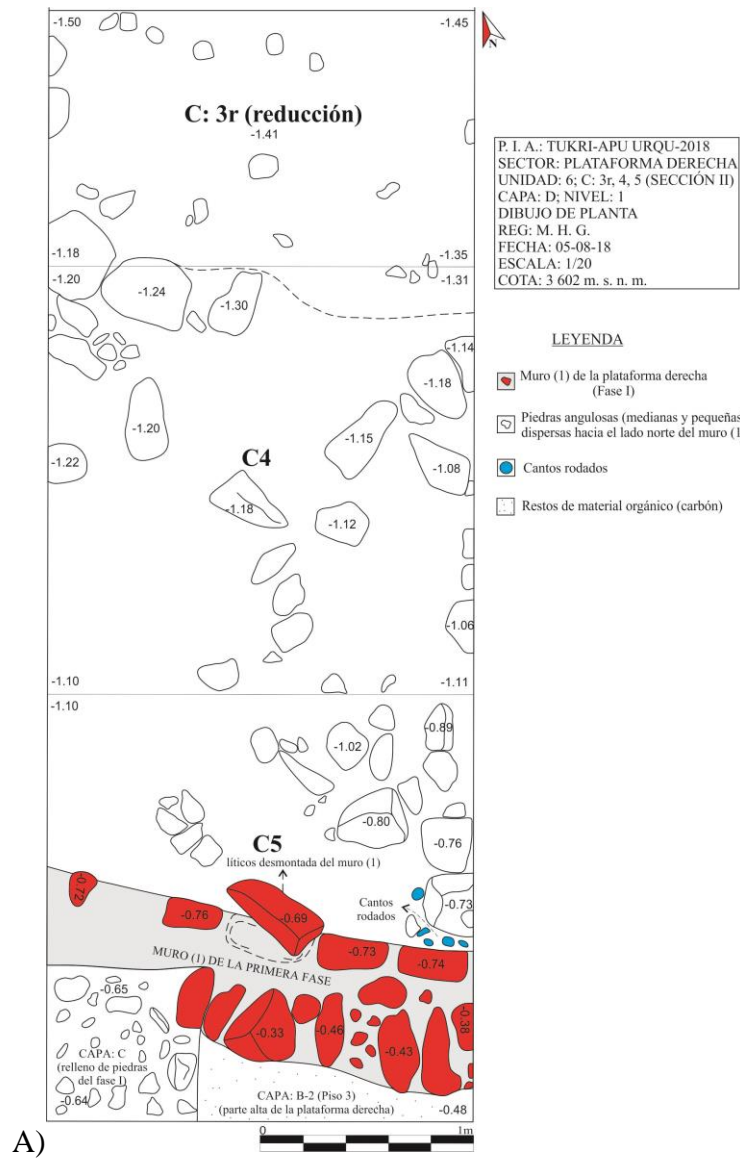 -1.50
-1.45
N
C: 3r (reducción)
-1.41
P. I. A.: TUKRI-APU URQU-2018
SECTOR: PLATAFORMA DERECHA
UNIDAD: 6; C: 3r, 4, 5 (SECCIÓN II)
CAPA: D; NIVEL: 1
DIBUJO DE PLANTA
REG: M. H. G.
FECHA: 05-08-18
ESCALA: 1/20
COTA: 3 602 m. s. n. m.
-1.18
-1.35
-1.20
-1.24
-1.30
-1.31
LEYENDA
Muro (1) de la plataforma derecha
(Fase I)
Piedras angulosas (medianas y pequeñas
dispersas hacia el lado norte del muro (1
Cantos rodados
Restos de material orgánico (carbón)
-1.14
-1.18
-1.20
-1.15
-1.22
C4
-1.08
-1.18
-1.12
-1.06
-1.10
-1.11
-1.10
-0.89
-1.02
-0.80
-0.76
C5
líticos desmontada del muro (1)
-0.72
-0.76
-0.69
Cantos
rodados
-0.73
-0.73
-0.74
MURO (1) DE LA PRIMERA FASE
-0.65
-0.33
-0.46
-0.43
-0.38
CAPA: C
(relleno de piedras
del fase I)
-0.64
CAPA: B-2 (Piso 3)
(parte alta de la plataforma derecha)
-0.48
A)
0
1m